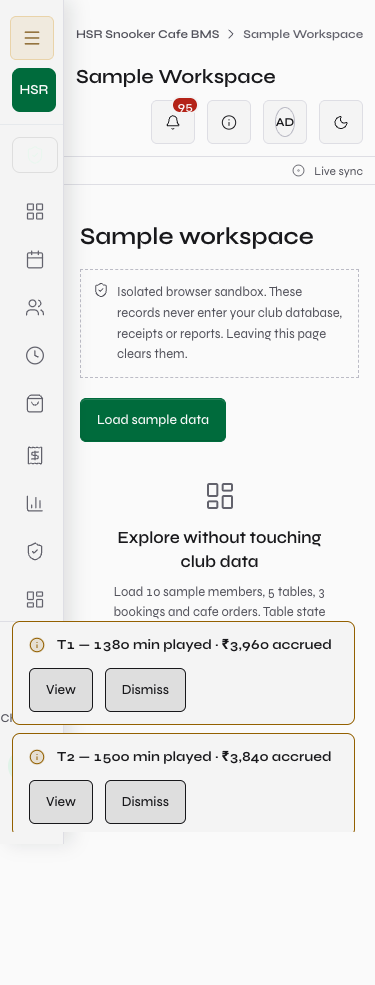 HSR Snooker Cafe BMS > Sample Workspace
HSR
Sample Workspace
95
AD
Live sync
Sample workspace
Isolated browser sandbox. These
records never enter your club database,
receipts or reports. Leaving this page
clears them.
Load sample data
Explore without touching
club data
Load 10 sample members, 5 tables, 3
bookings and cafe orders. Table state
T1 — 1380 min played · ₹3,960 accrued
View Dismiss
T2 — 1500 min played · ₹3,840 accrued
View Dismiss